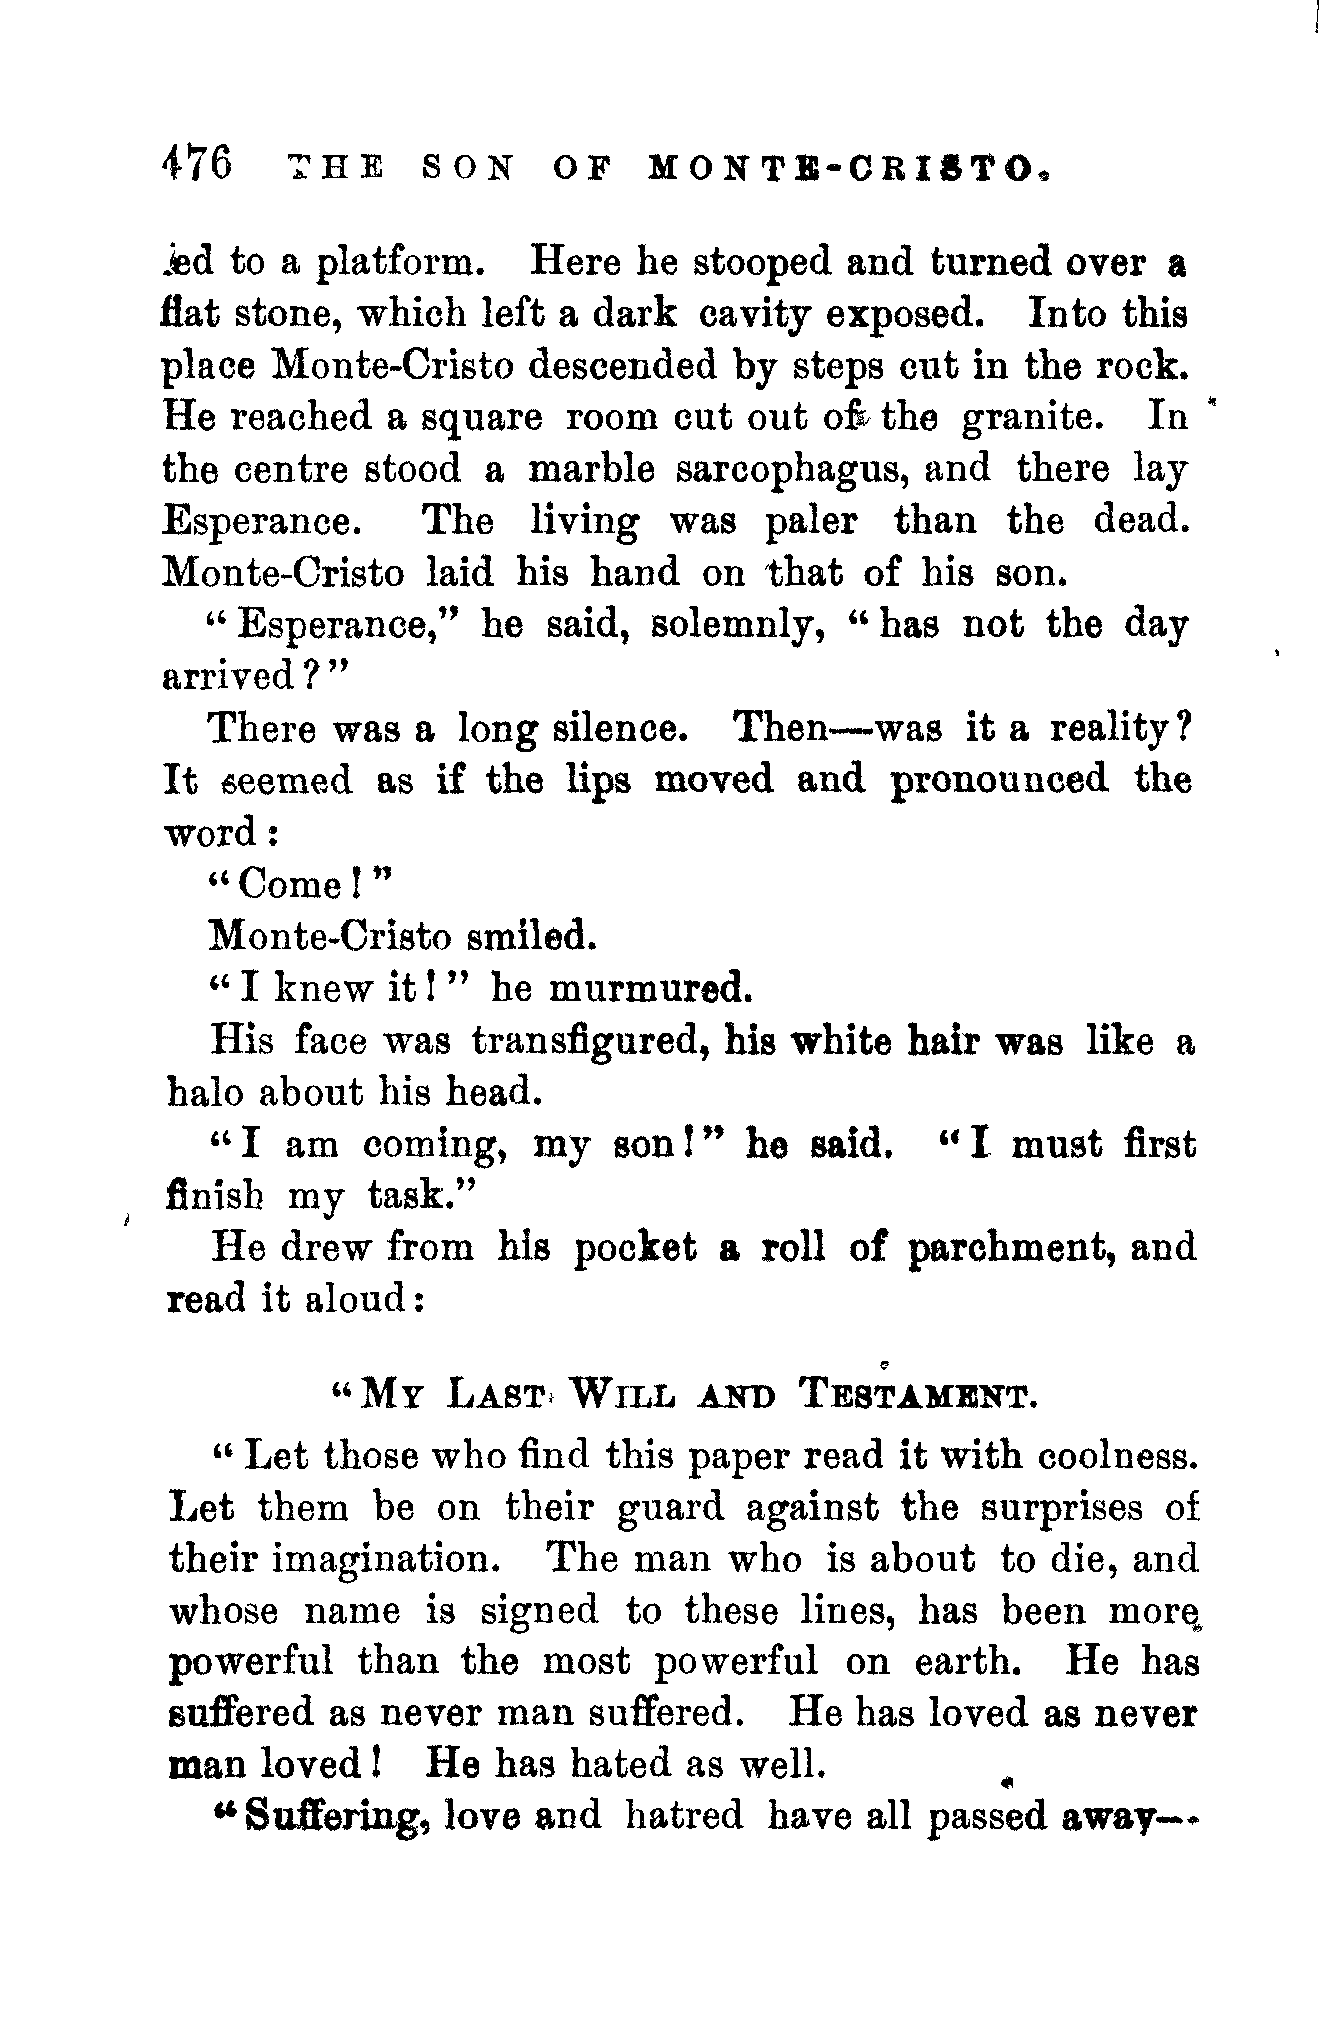 476 THE SON OF MONTE-CRISTO.
led to a platform. Here he stooped and turned over a
flat stone, which left a dark cavity exposed. Into this
place Monte-Cristo descended by steps cut in the rock.
He reached a square room cut out of the granite. In
the centre stood a marble sarcophagus, and there lay
Esperance. The living was paler than the dead.
Monte-Cristo laid his hand on that of his son.
“Esperance,” he said, solemnly, “has not the day
arrived?”
There was a long silence. Then—was it a reality?
It seemed as if the lips moved and pronounced the
word:
“Come!”
Monte-Cristo smiled.
“I knew it!” he murmured.
His face was transfigured, his white hair was like a
halo about his head.
“I am coming, my son!” he said. “I must first
finish my task.”
He drew from his pocket a roll of parchment, and
read it aloud:
“MY LAST WILL AND TESTAMENT.
“Let those who find this paper read it with coolness.
Let them be on their guard against the surprises of
their imagination. The man who is about to die, and
whose name is signed to these lines, has been more
powerful than the most powerful on earth. He has
suffered as never man suffered. He has loved as never
man loved! He has hated as well.
“Suffering, love and hatred have all passed away—